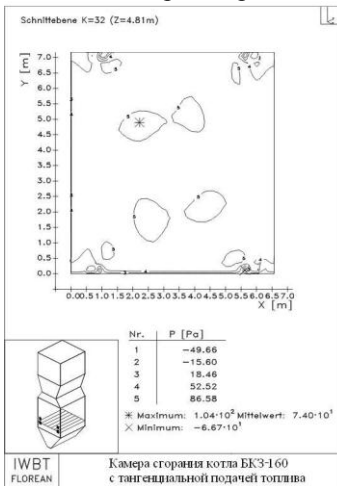 Schnittebene K=32 (Z=4.81m)
Y [m]
7.0
6.5
6.0
5.5
5.0
4.5
4.0
3.5
3.0
2.5
2.0
1.5
1.0
0.5
0.0
0.00.51.01.52.02.53.03.54.04.55.05.56.06.57.0
X [m]
Nr. P [Pa]
1 −49.66
2 −15.60
3 18.46
4 52.52
5 86.58
Maximum: 1.04·10² Mittelwert: 7.40·10¹
Minimum: −6.67·10¹
IWBT
FLOREAN
Камера сгорания котла БКЗ-160
с тангенциальной подачей топлива